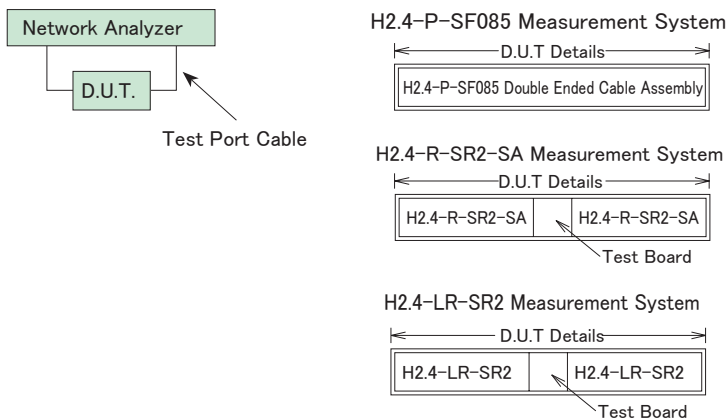 Network Analyzer
D.U.T.
Test Port Cable
H2.4-P-SF085 Measurement System
D.U.T Details
H2.4-P-SF085 Double Ended Cable Assembly
H2.4-R-SR2-SA Measurement System
D.U.T Details
H2.4-R-SR2-SA H2.4-R-SR2-SA
Test Board
H2.4-LR-SR2 Measurement System
D.U.T Details
H2.4-LR-SR2 H2.4-LR-SR2
Test Board